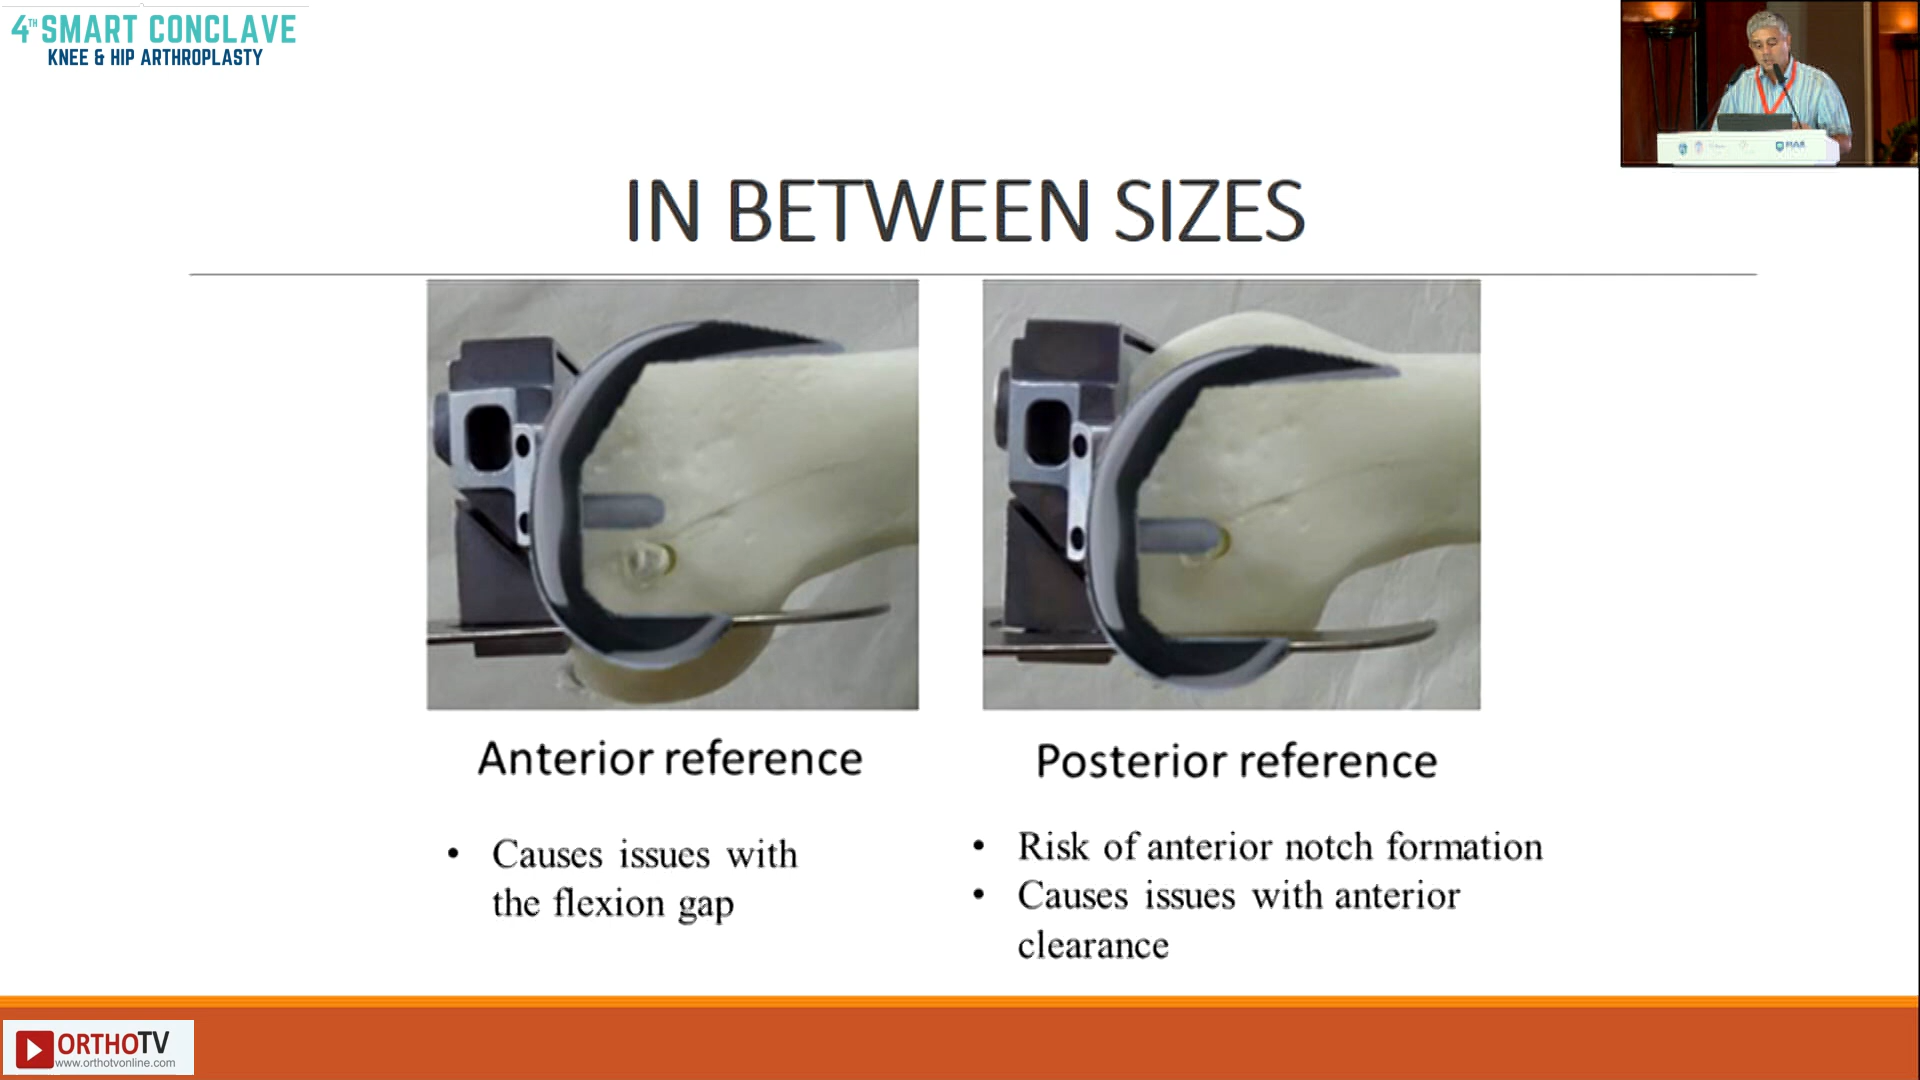 4TH SMART CONCLAVE
KNEE & HIP ARTHROPLASTY
IN BETWEEN SIZES
Anterior reference
Posterior reference
• Causes issues with
the flexion gap
• Risk of anterior notch formation
• Causes issues with anterior
clearance
ORTHOTV
www.orthotvonline.com